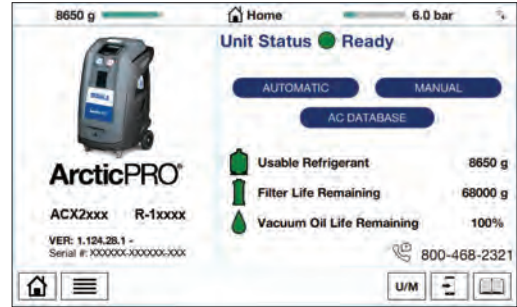 8650 g
Home
6.0 bar
Unit Status Ready
AUTOMATIC
MANUAL
AC DATABASE
ArcticPRO®
ACX2xxx R-1xxxx
VER: 1.124.28.1 -
Serial #: XXXXXX-XXXXXX-XXX
Usable Refrigerant 8650 g
Filter Life Remaining 68000 g
Vacuum Oil Life Remaining 100%
800-468-2321
U/M